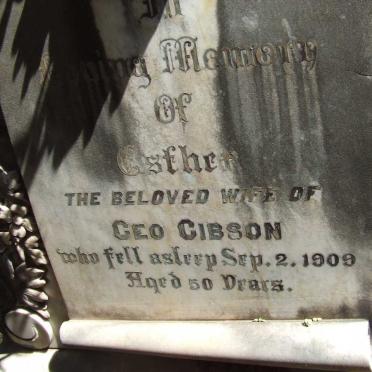 In
Loving Memory
Of
Esther
THE BELOVED WIFE OF
GEO GIBSON
who fell asleep Sep. 2. 1909
Aged 50 Years.